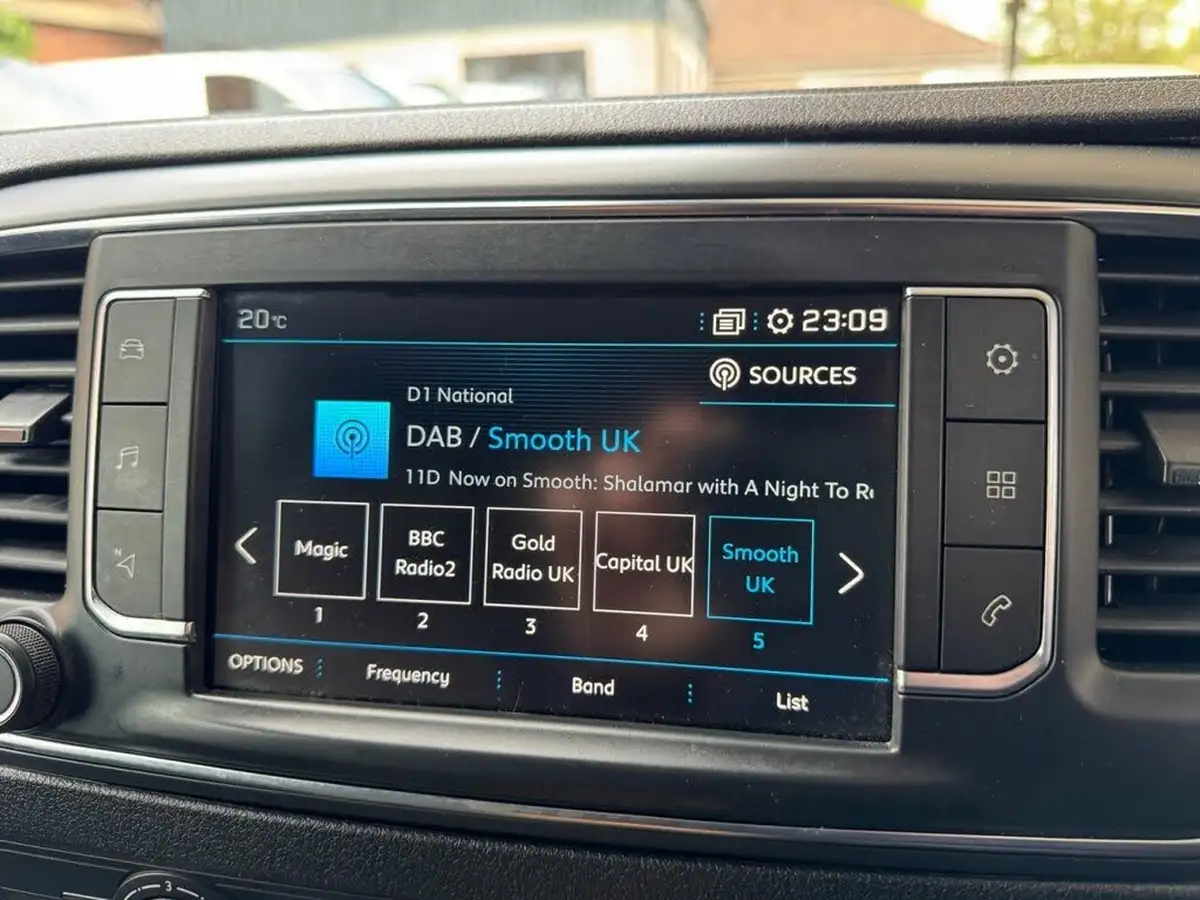 20°C
23:09
SOURCES
D1 National
DAB / Smooth UK
11D Now on Smooth: Shalamar with A Night To
Magic
BBC
Radio2
Gold
Radio UK
Capital UK
Smooth
UK
1
2
3
4
5
OPTIONS
Frequency
Band
List
N
3